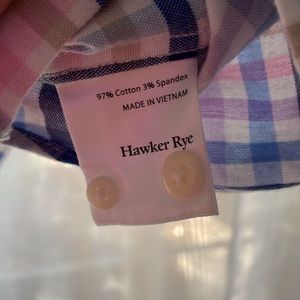 97% Cotton 3% Spandex
MADE IN VIETNAM
Hawker Rye